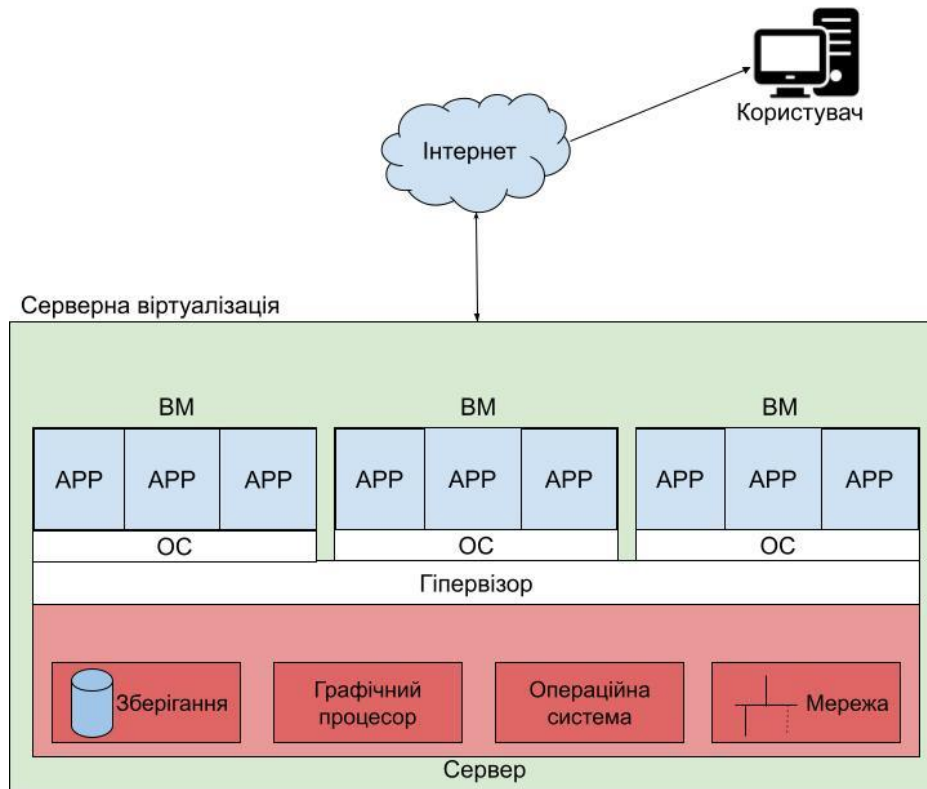 Користувач
Інтернет
Серверна віртуалізація
ВМ ВМ ВМ
APP APP APP APP APP APP APP APP APP
ОС ОС ОС
Гіпервізор
Зберігання
Графічний
процесор
Операційна
система
Мережа
Сервер